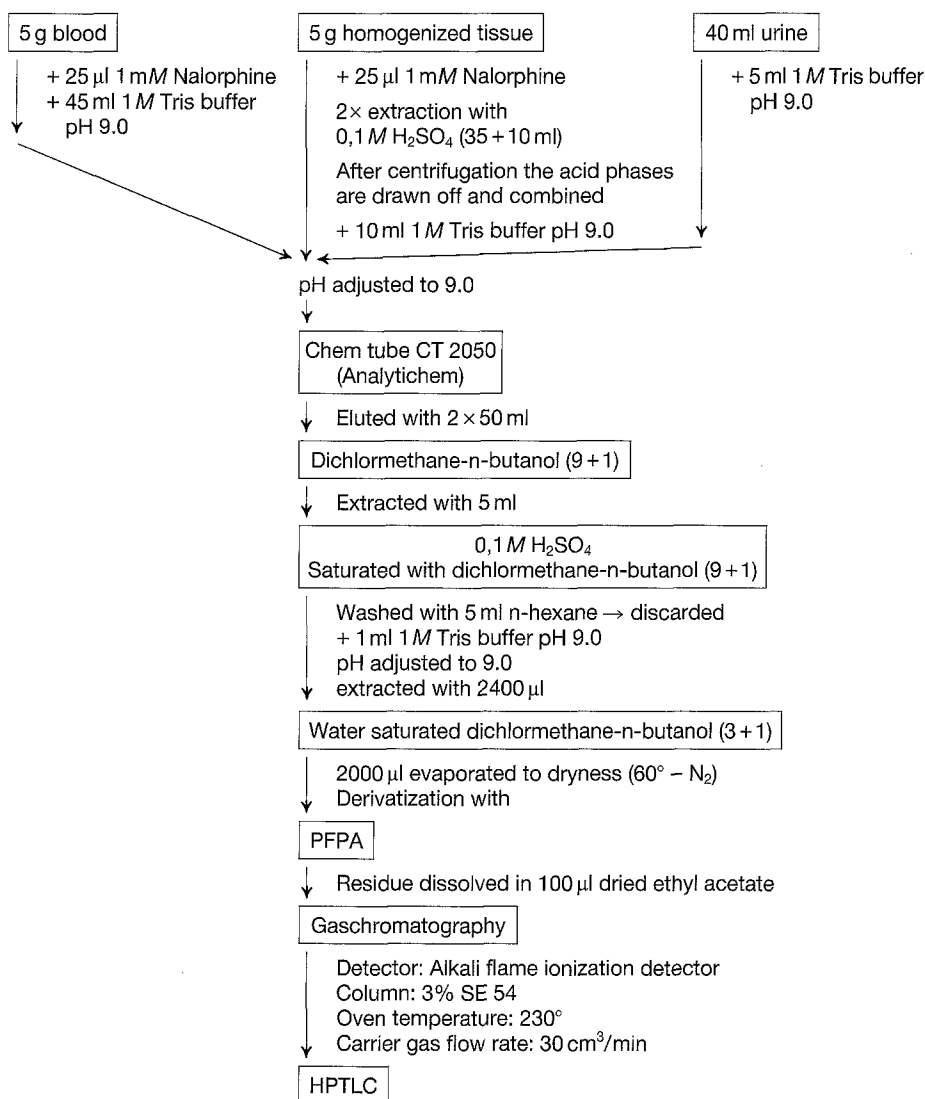 5 g blood
+ 25 µl 1 mM Nalorphine
+ 45 ml 1 M Tris buffer
pH 9.0
5 g homogenized tissue
+ 25 µl 1 mM Nalorphine
2× extraction with
0,1 M H₂SO₄ (35 + 10 ml)
After centrifugation the acid phases
are drawn off and combined
+ 10 ml 1 M Tris buffer pH 9.0
40 ml urine
+ 5 ml 1 M Tris buffer
pH 9.0
pH adjusted to 9.0
Chem tube CT 2050
(Analytichem)
Eluted with 2 × 50 ml
Dichlormethane-n-butanol (9 + 1)
Extracted with 5 ml
0,1 M H₂SO₄
Saturated with dichlormethane-n-butanol (9 + 1)
Washed with 5 ml n-hexane → discarded
+ 1 ml 1 M Tris buffer pH 9.0
pH adjusted to 9.0
extracted with 2400 µl
Water saturated dichlormethane-n-butanol (3 + 1)
2000 µl evaporated to dryness (60° – N₂)
Derivatization with
PFPA
Residue dissolved in 100 µl dried ethyl acetate
Gaschromatography
Detector: Alkali flame ionization detector
Column: 3% SE 54
Oven temperature: 230°
Carrier gas flow rate: 30 cm³/min
HPTLC